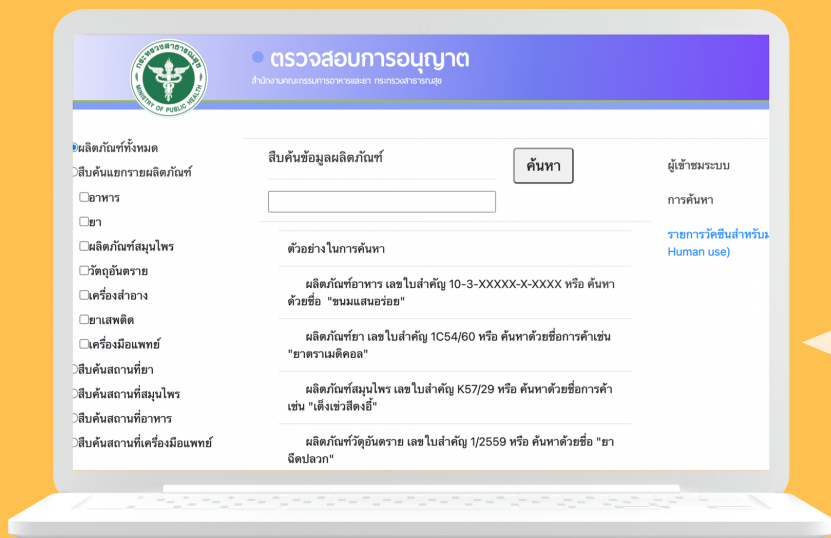 กระทรวงสาธารณสุข
MINISTRY OF PUBLIC HEALTH
ตรวจสอบการอนุญาต
สำนักงานคณะกรรมการอาหารและยา กระทรวงสาธารณสุข
ผลิตภัณฑ์ทั้งหมด
สืบค้นแยกรายผลิตภัณฑ์
อาหาร
ยา
ผลิตภัณฑ์สมุนไพร
วัตถุอันตราย
เครื่องสำอาง
ยาเสพติด
เครื่องมือแพทย์
สืบค้นสถานที่ยา
สืบค้นสถานที่สมุนไพร
สืบค้นสถานที่อาหาร
สืบค้นสถานที่เครื่องมือแพทย์
สืบค้นข้อมูลผลิตภัณฑ์
ค้นหา
ตัวอย่างในการค้นหา
ผลิตภัณฑ์อาหาร เลขใบสำคัญ 10-3-XXXXX-X-XXXX หรือ ค้นหา
ด้วยชื่อ "ขนมแสนอร่อย"
ผลิตภัณฑ์ยา เลขใบสำคัญ 1C54/60 หรือ ค้นหาด้วยชื่อการค้าเช่น
"ยาตราเมดิคอล"
ผลิตภัณฑ์สมุนไพร เลขใบสำคัญ K57/29 หรือ ค้นหาด้วยชื่อการค้า
เช่น "เต็งเช่วสีตงอี้"
ผลิตภัณฑ์วัตุอันตราย เลขใบสำคัญ 1/2559 หรือ ค้นหาด้วยชื่อ "ยา
ฉีดปลวก"
ผู้เข้าชมระบบ
การค้นหา
รายการวัคซีนสำหรับม
Human use)